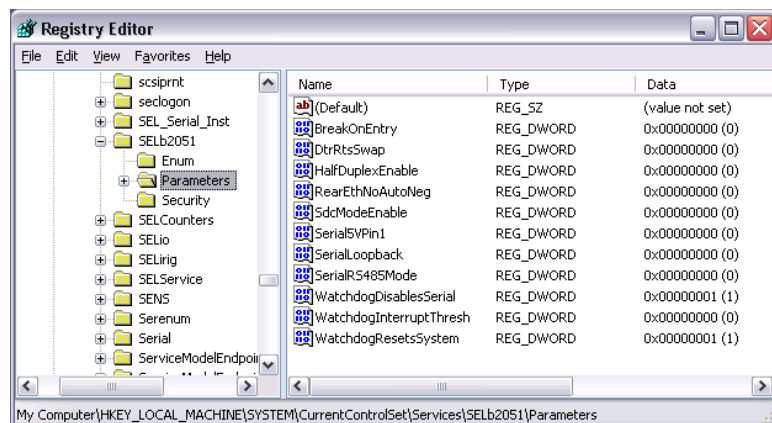 Registry Editor
File Edit View Favorites Help
scsiprnt
seclogon
SEL_Serial_Inst
SELb2051
Enum
Parameters
Security
SELCounters
SELio
SELirig
SELService
SENS
Serenum
Serial
ServiceModelEndpoin
Name Type Data
(Default) REG_SZ (value not set)
BreakOnEntry REG_DWORD 0x00000000 (0)
DtrRtsSwap REG_DWORD 0x00000000 (0)
HalfDuplexEnable REG_DWORD 0x00000000 (0)
RearEthNoAutoNeg REG_DWORD 0x00000000 (0)
SdcModeEnable REG_DWORD 0x00000000 (0)
Serial5VPin1 REG_DWORD 0x00000000 (0)
SerialLoopback REG_DWORD 0x00000000 (0)
SerialRS485Mode REG_DWORD 0x00000000 (0)
WatchdogDisablesSerial REG_DWORD 0x00000001 (1)
WatchdogInterruptThresh REG_DWORD 0x00000000 (0)
WatchdogResetsSystem REG_DWORD 0x00000001 (1)
My Computer\HKEY_LOCAL_MACHINE\SYSTEM\CurrentControlSet\Services\SELb2051\Parameters